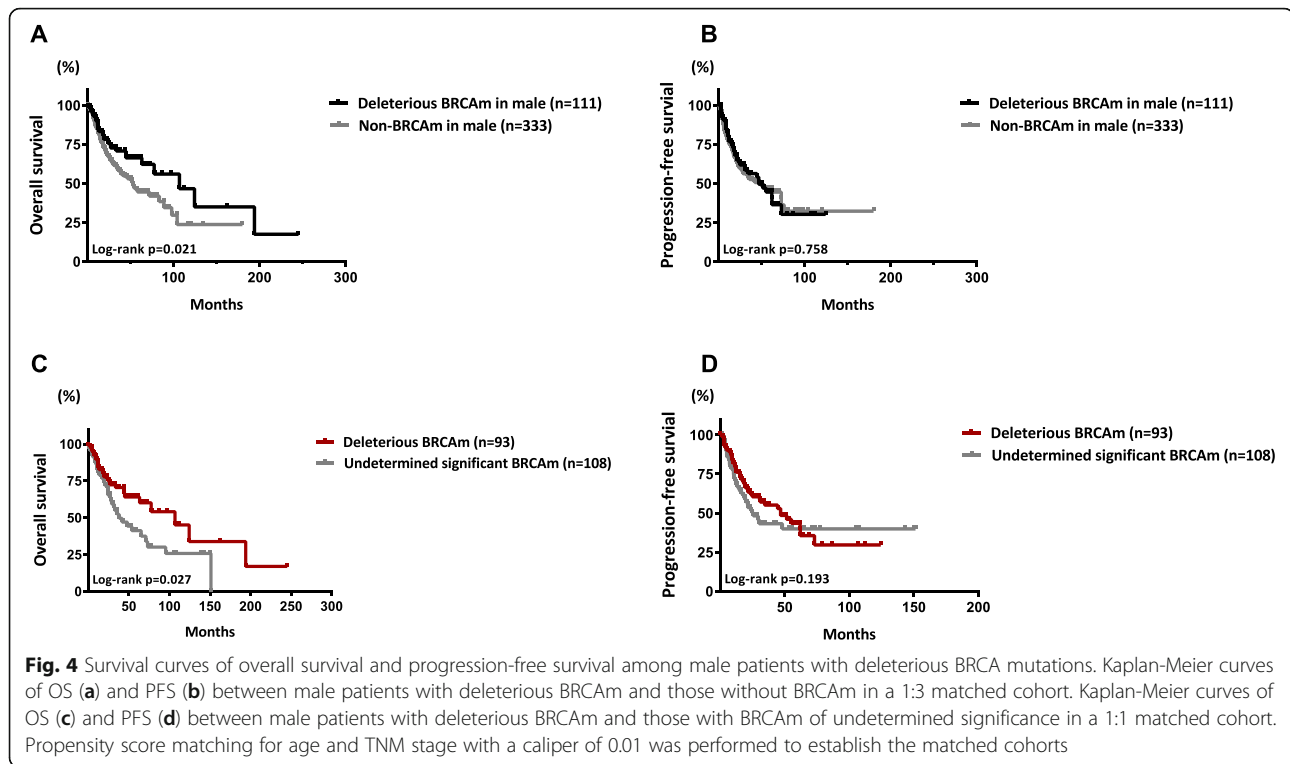 A
(%)
Overall survival
100
75
50
25
0
Log-rank p=0.021
100
200
300
Months
Deleterious BRCAm in male (n=111)
Non-BRCAm in male (n=333)
B
(%)
Progression-free survial
100
75
50
25
0
Log-rank p=0.758
100
200
300
Months
Deleterious BRCAm in male (n=111)
Non-BRCAm in male (n=333)
C
(%)
Overall survival
100
75
50
25
0
Log-rank p=0.027
50
100
150
200
250
300
Months
Deleterious BRCAm (n=93)
Undetermined significant BRCAm (n=108)
D
(%)
Progression-free survial
100
75
50
25
0
Log-rank p=0.193
50
100
150
200
Months
Deleterious BRCAm (n=93)
Undetermined significant BRCAm (n=108)
Fig. 4 Survival curves of overall survival and progression-free survival among male patients with deleterious BRCA mutations. Kaplan-Meier curves
of OS (a) and PFS (b) between male patients with deleterious BRCAm and those without BRCAm in a 1:3 matched cohort. Kaplan-Meier curves of
OS (c) and PFS (d) between male patients with deleterious BRCAm and those with BRCAm of undetermined significance in a 1:1 matched cohort.
Propensity score matching for age and TNM stage with a caliper of 0.01 was performed to establish the matched cohorts